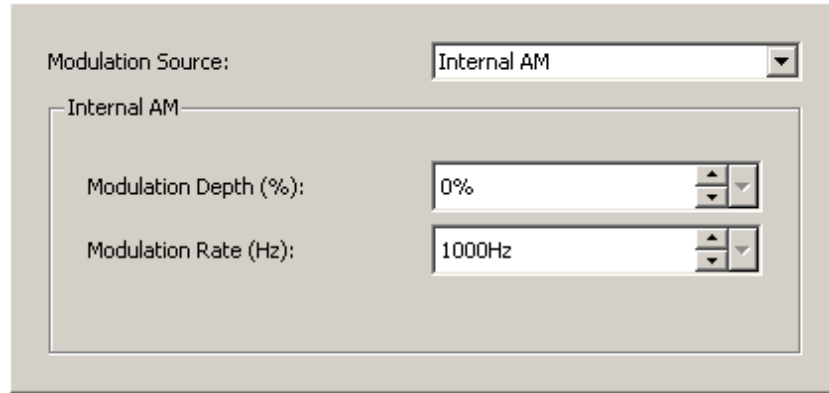 Modulation Source: Internal AM
Internal AM
Modulation Depth (%): 0%
Modulation Rate (Hz): 1000Hz